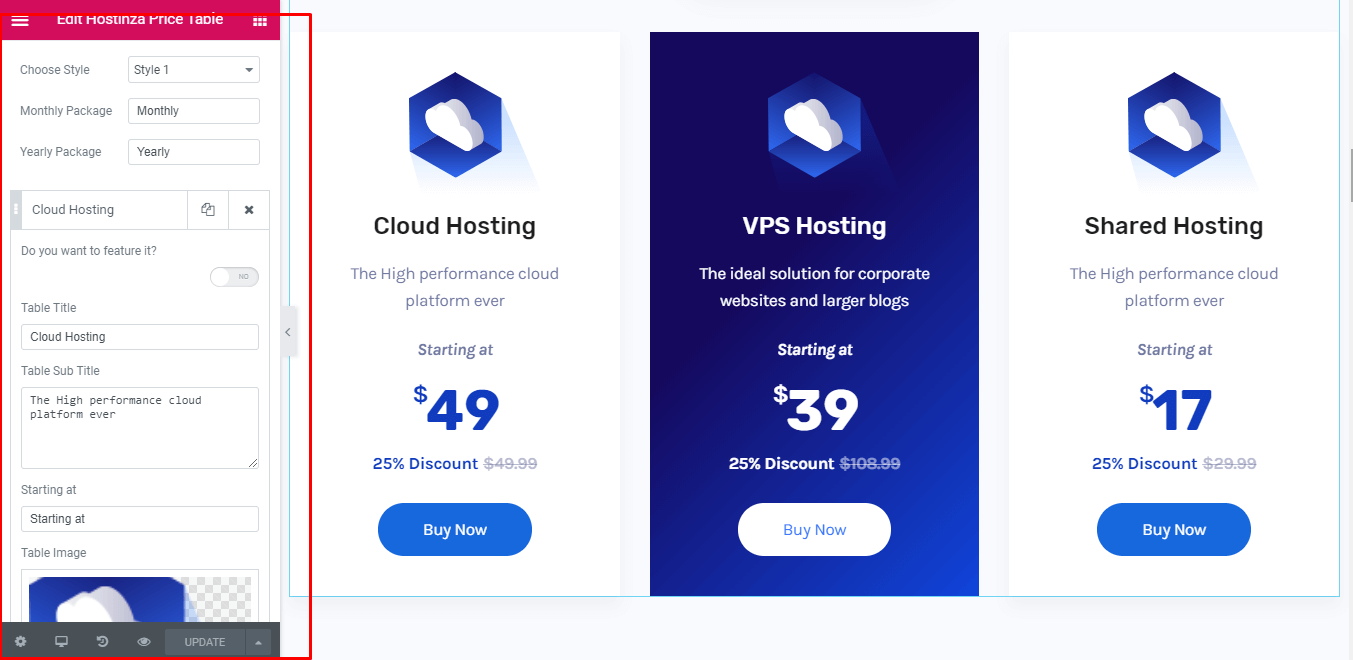 Edit Hostinza Price Table
Choose Style
Style 1
Monthly Package
Monthly
Yearly Package
Yearly
Cloud Hosting
Do you want to feature it?
NO
Table Title
Cloud Hosting
Table Sub Title
The High performance cloud
platform ever
Starting at
Starting at
Table Image
UPDATE
Cloud Hosting
The High performance cloud
platform ever
Starting at
$49
25% Discount $49.99
Buy Now
VPS Hosting
The ideal solution for corporate
websites and larger blogs
Starting at
$39
25% Discount $108.99
Buy Now
Shared Hosting
The High performance cloud
platform ever
Starting at
$17
25% Discount $29.99
Buy Now